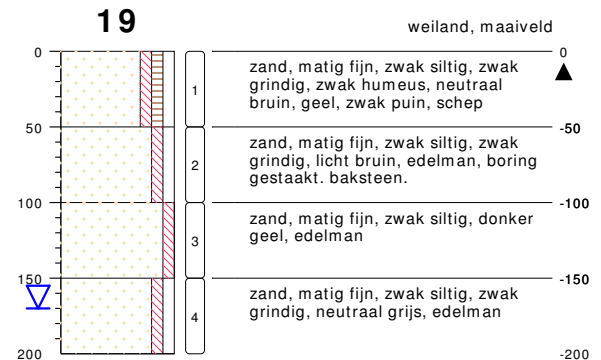 19
weiland, maaiveld
0
0
zand, matig fijn, zwak siltig, zwak
grindig, zwak humeus, neutraal
bruin, geel, zwak puin, schep
1
50
-50
zand, matig fijn, zwak siltig, zwak
grindig, licht bruin, edelman, boring
gestaakt. baksteen.
2
100
-100
zand, matig fijn, zwak siltig, donker
geel, edelman
3
150
-150
zand, matig fijn, zwak siltig, zwak
grindig, neutraal grijs, edelman
4
200
-200